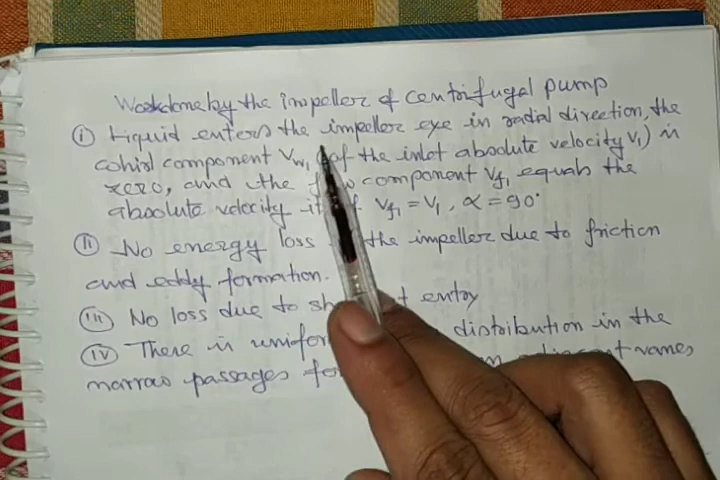 Workdone by the impeller of centrifugal pump
(i) Liquid enters the impeller eye in radial direction, the
whirl component Vw1 (of the inlet absolute velocity V1) is
zero, and the component Vf1 equals the
absolute velocity Vf1 = V1, α = 90°
(ii) No energy loss the impeller due to friction
and eddy formation.
(iii) No loss due to entry
(iv) There is distribution in the
narrow passages adjacent vanes